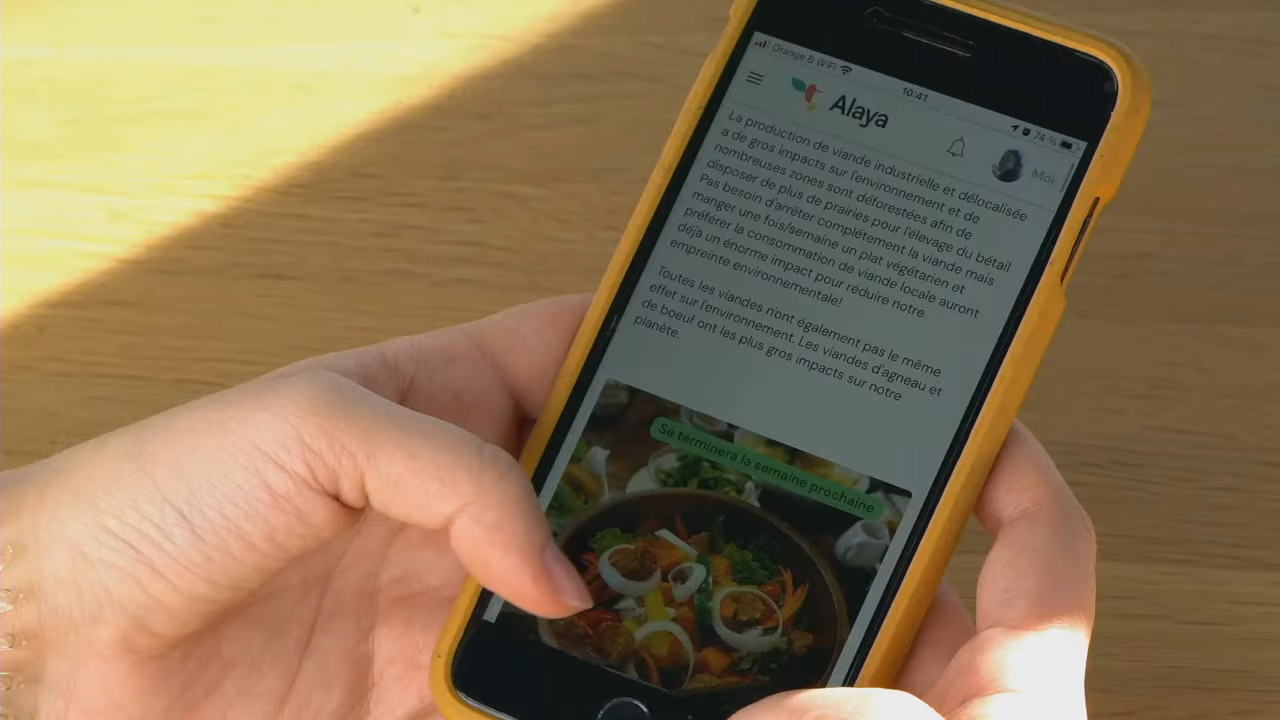 Orange B WiFi
10:41
74 %
Alaya
Moi
La production de viande industrielle et délocalisée
a de gros impacts sur l'environnement et de
nombreuses zones sont déforestées afin de
disposer de plus de prairies pour l'élevage du bétail.
Pas besoin d'arrêter complétement la viande mais
manger une fois/semaine un plat végétarien et
préférer la consommation de viande locale auront
déjà un énorme impact pour réduire notre
empreinte environnementale!
Toutes les viandes n'ont également pas le même
effet sur l'environnement. Les viandes d'agneau et
de boeuf ont les plus gros impacts sur notre
planète.
Se terminera la semaine prochaine